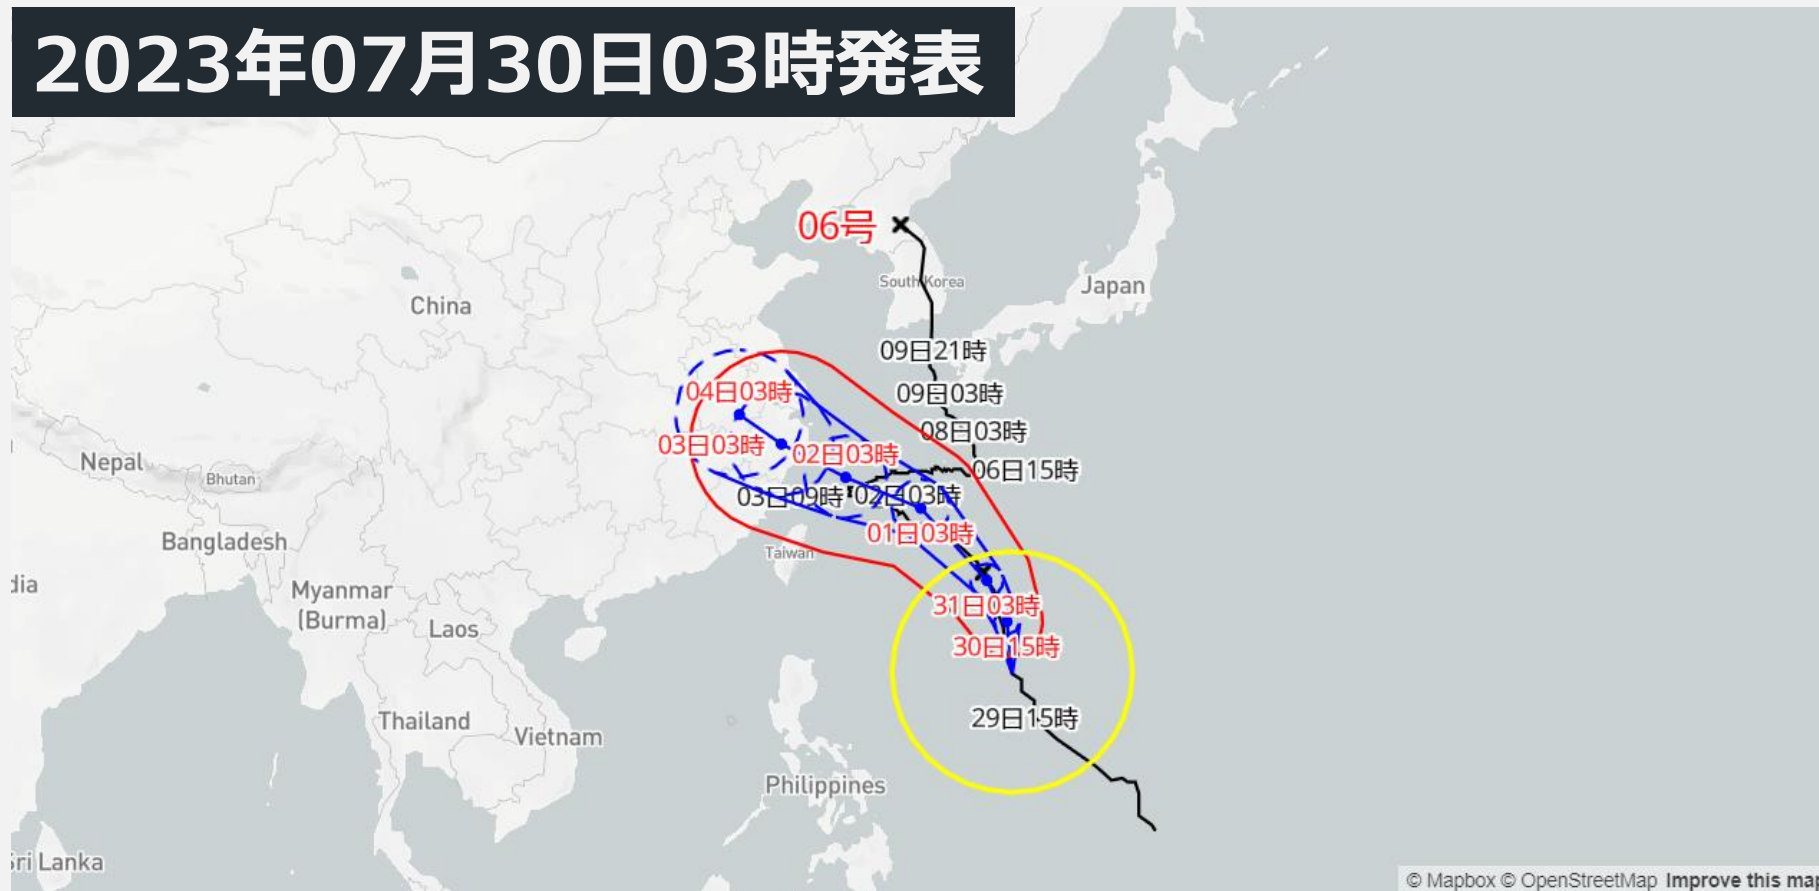 2023年07月30日03時発表
06号
South Korea
Japan
China
09日21時
09日03時
04日03時
08日03時
03日03時
02日03時
Nepal
Bhutan
06日15時
03日09時
02日03時
01日03時
Bangladesh
Taiwan
dia
Myanmar
(Burma)
31日03時
Laos
30日15時
29日15時
Thailand
Vietnam
Philippines
Sri Lanka
© Mapbox © OpenStreetMap Improve this map